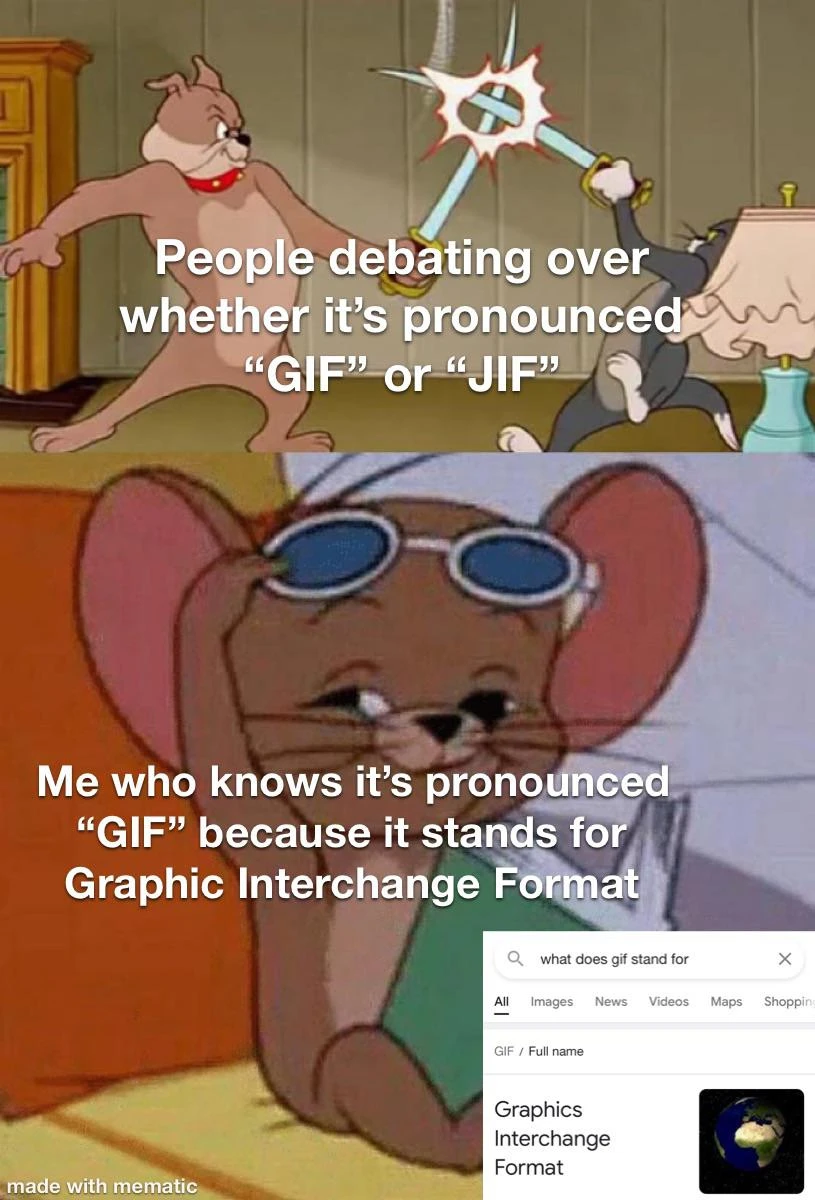 People debating over
whether it’s pronounced
“GIF” or “JIF”
Me who knows it’s pronounced
“GIF” because it stands for
Graphic Interchange Format
what does gif stand for
All Images News Videos Maps Shoppin
GIF / Full name
Graphics
Interchange
Format
made with mematic